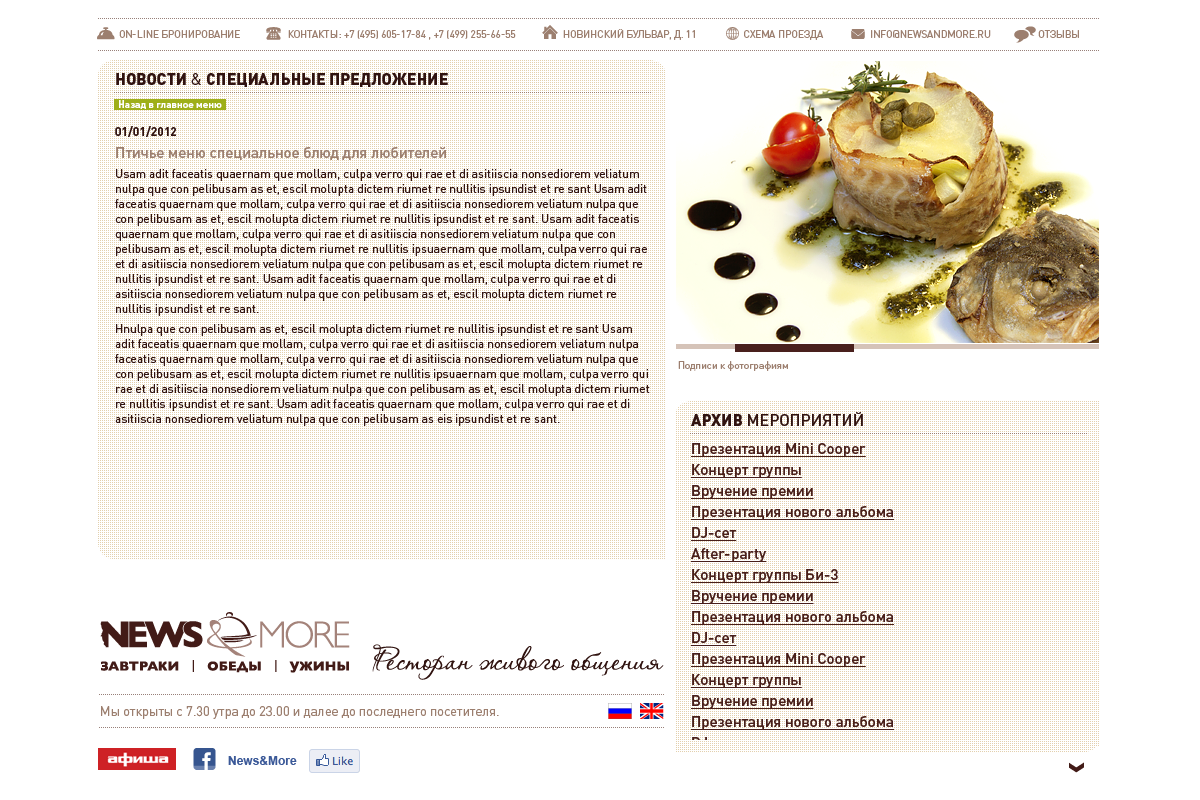 ON-LINE БРОНИРОВАНИЕ
КОНТАКТЫ: +7 (495) 605-17-84 , +7 (499) 255-66-55
НОВИНСКИЙ БУЛЬВАР, Д. 11
СХЕМА ПРОЕЗДА
INFO@NEWSANDMORE.RU
ОТЗЫВЫ
НОВОСТИ & СПЕЦИАЛЬНЫЕ ПРЕДЛОЖЕНИЕ
Назад в главное меню
01/01/2012
Птичье меню специальное блюд для любителей
Usam adit faceatis quaernam que mollam, culpa verro qui rae et di asitiiscia nonsediorem veliatum
nulpa que con pelibusam as et, escil molupta dictem riumet re nullitis ipsundist et re sant Usam adit
faceatis quaernam que mollam, culpa verro qui rae et di asitiiscia nonsediorem veliatum nulpa que
con pelibusam as et, escil molupta dictem riumet re nullitis ipsundist et re sant. Usam adit faceatis
quaernam que mollam, culpa verro qui rae et di asitiiscia nonsediorem veliatum nulpa que con
pelibusam as et, escil molupta dictem riumet re nullitis ipsuaernam que mollam, culpa verro qui rae
et di asitiiscia nonsediorem veliatum nulpa que con pelibusam as et, escil molupta dictem riumet re
nullitis ipsundist et re sant. Usam adit faceatis quaernam que mollam, culpa verro qui rae et di
asitiiscia nonsediorem veliatum nulpa que con pelibusam as et, escil molupta dictem riumet re
nullitis ipsundist et re sant.
Hnulpa que con pelibusam as et, escil molupta dictem riumet re nullitis ipsundist et re sant Usam
adit faceatis quaernam que mollam, culpa verro qui rae et di asitiiscia nonsediorem veliatum nulpa
faceatis quaernam que mollam, culpa verro qui rae et di asitiiscia nonsediorem veliatum nulpa que
con pelibusam as et, escil molupta dictem riumet re nullitis ipsuaernam que mollam, culpa verro qui
rae et di asitiiscia nonsediorem veliatum nulpa que con pelibusam as et, escil molupta dictem riumet
re nullitis ipsundist et re sant. Usam adit faceatis quaernam que mollam, culpa verro qui rae et di
asitiiscia nonsediorem veliatum nulpa que con pelibusam as eis ipsundist et re sant.
Подписи к фотографиям
АРХИВ МЕРОПРИЯТИЙ
Презентация Mini Cooper
Концерт группы
Вручение премии
Презентация нового альбома
DJ-сет
After-party
Концерт группы Би-3
Вручение премии
Презентация нового альбома
DJ-сет
Презентация Mini Cooper
Концерт группы
Вручение премии
Презентация нового альбома
NEWS & MORE
ЗАВТРАКИ | ОБЕДЫ | УЖИНЫ
Ресторан живого общения
Мы открыты с 7.30 утра до 23.00 и далее до последнего посетителя.
афиша
f
News&More
Like